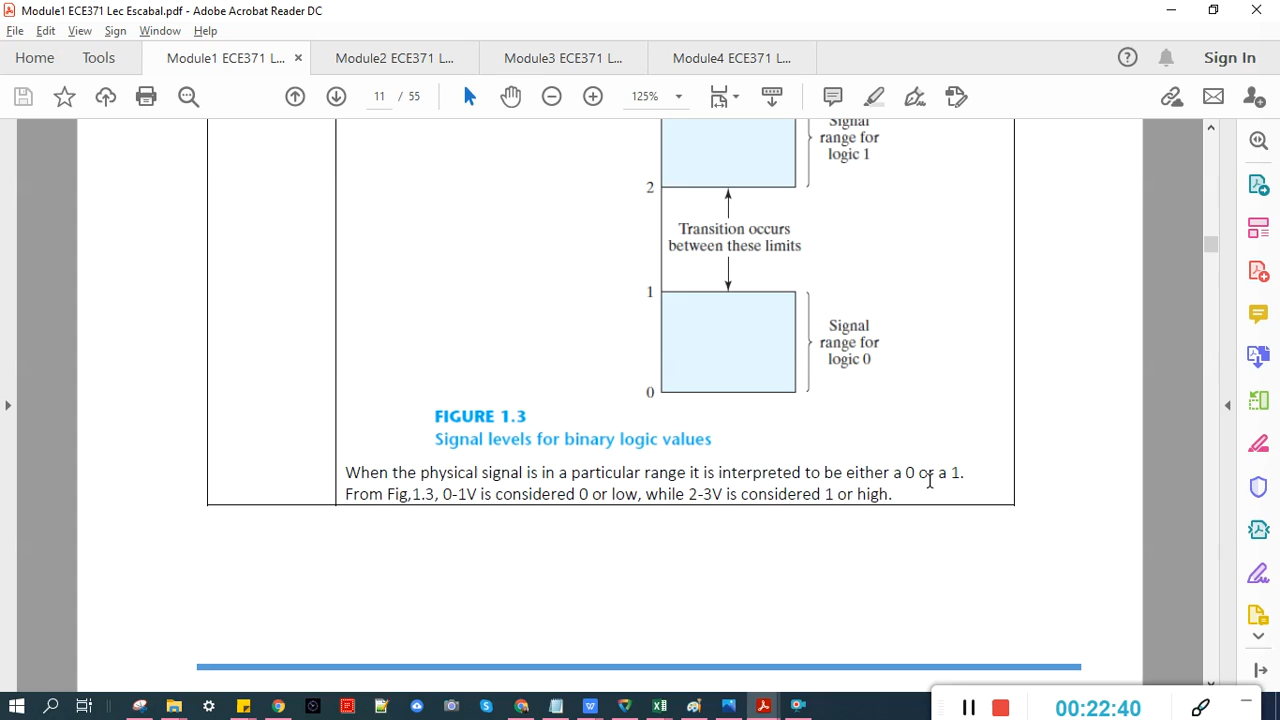 Module1 ECE371 Lec Escabal.pdf - Adobe Acrobat Reader DC
File Edit View Sign Window Help
Home Tools Module1 ECE371 L... × Module2 ECE371 L... Module3 ECE371 L... Module4 ECE371 L... Sign In
11 / 55 125%
Signal
range for
logic 1
2
Transition occurs
between these limits
1
Signal
range for
logic 0
0
FIGURE 1.3
Signal levels for binary logic values
When the physical signal is in a particular range it is interpreted to be either a 0 or a 1.
From Fig,1.3, 0-1V is considered 0 or low, while 2-3V is considered 1 or high.
00:22:40